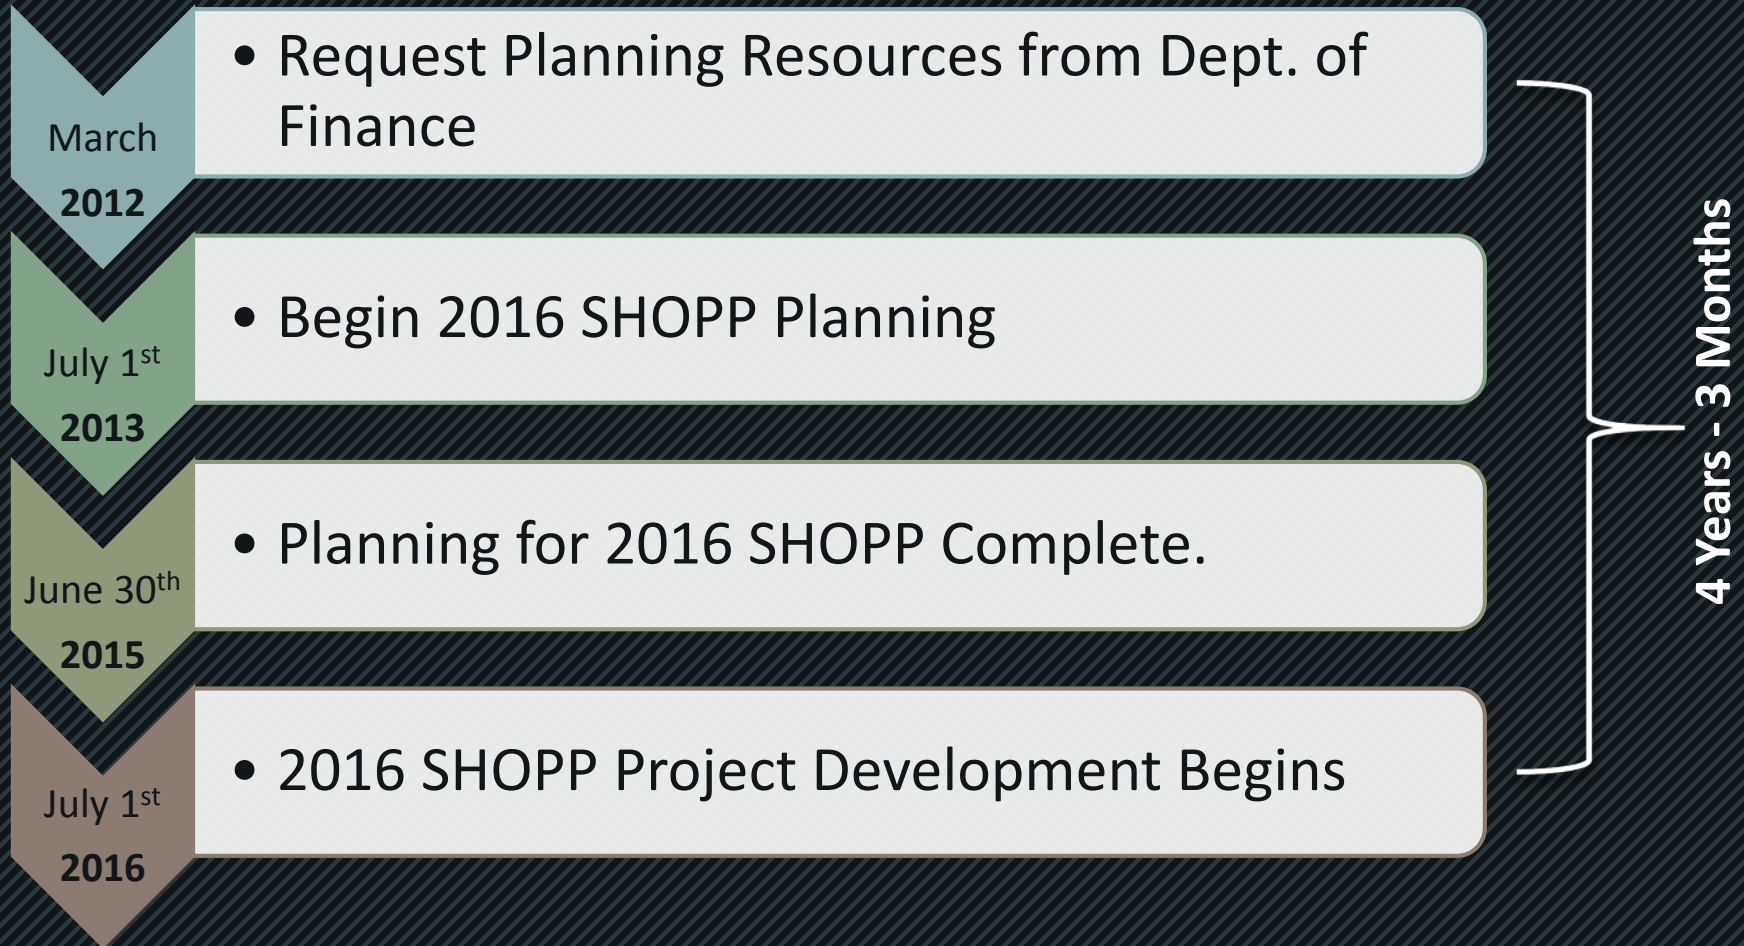 March
2012
• Request Planning Resources from Dept. of
Finance
July 1st
2013
• Begin 2016 SHOPP Planning
June 30th
2015
• Planning for 2016 SHOPP Complete.
July 1st
2016
• 2016 SHOPP Project Development Begins
4 Years - 3 Months